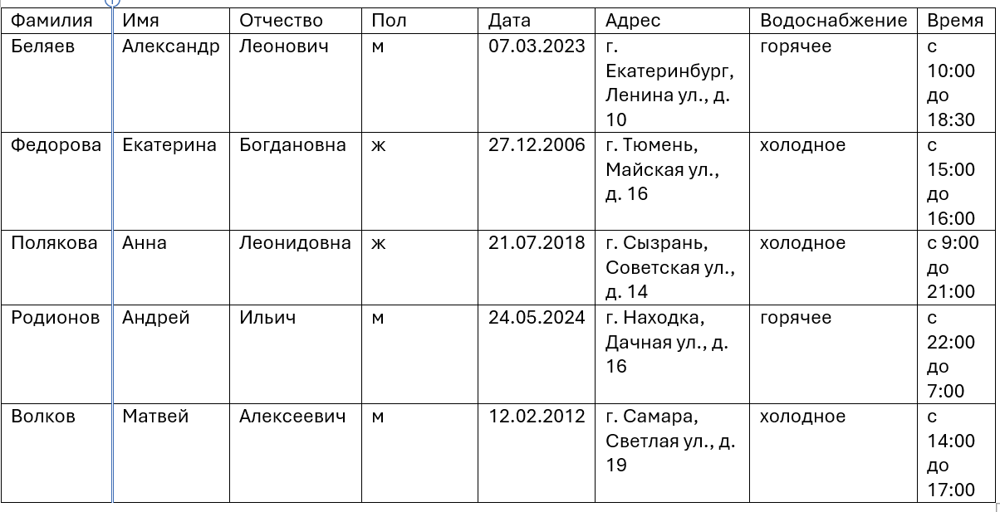 Фамилия Имя Отчество Пол Дата Адрес Водоснабжение Время
Беляев Александр Леонович м 07.03.2023 г. горячее с
Екатеринбург, 10:00
Ленина ул., д. до
10 18:30
Федорова Екатерина Богдановна ж 27.12.2006 г. Тюмень, холодное с
Майская ул., 15:00
д. 16 до
16:00
Полякова Анна Леонидовна ж 21.07.2018 г. Сызрань, холодное с 9:00
Советская ул., до
д. 14 21:00
Родионов Андрей Ильич м 24.05.2024 г. Находка, горячее с
Дачная ул., д. 22:00
16 до
7:00
Волков Матвей Алексеевич м 12.02.2012 г. Самара, холодное с
Светлая ул., д. 14:00
19 до
17:00